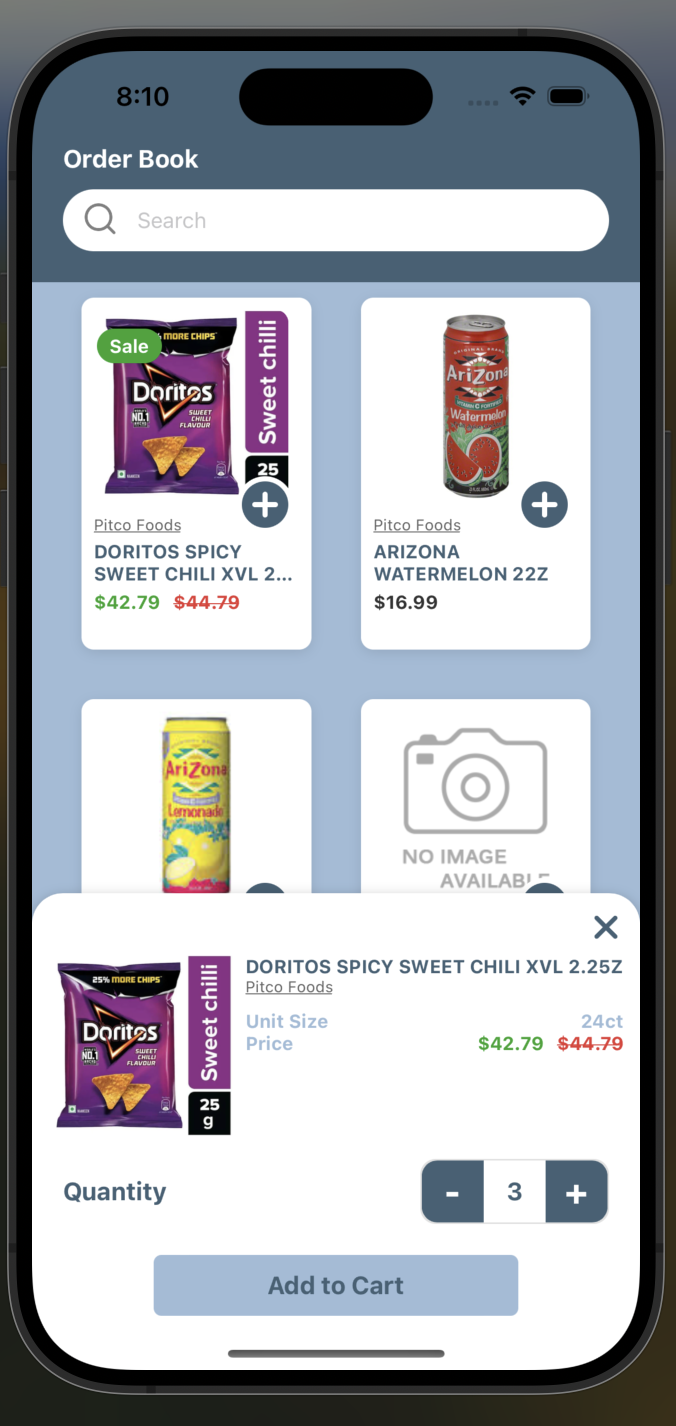 8:10
Order Book
Search
Sale
MORE CHIPS
Doritos
NO.1
SWEET
CHILLI
FLAVOUR
Sweet chilli
25
Pitco Foods
DORITOS SPICY
SWEET CHILI XVL 2...
$42.79 $44.79
AriZona
Watermelon
Pitco Foods
ARIZONA
WATERMELON 22Z
$16.99
AriZona
Lemonade
NO IMAGE
AVAILABLE
25% MORE CHIPS
Doritos
NO.1
SWEET
CHILLI
FLAVOUR
Sweet chilli
25
g
DORITOS SPICY SWEET CHILI XVL 2.25Z
Pitco Foods
Unit Size 24ct
Price $42.79 $44.79
Quantity - 3 +
Add to Cart